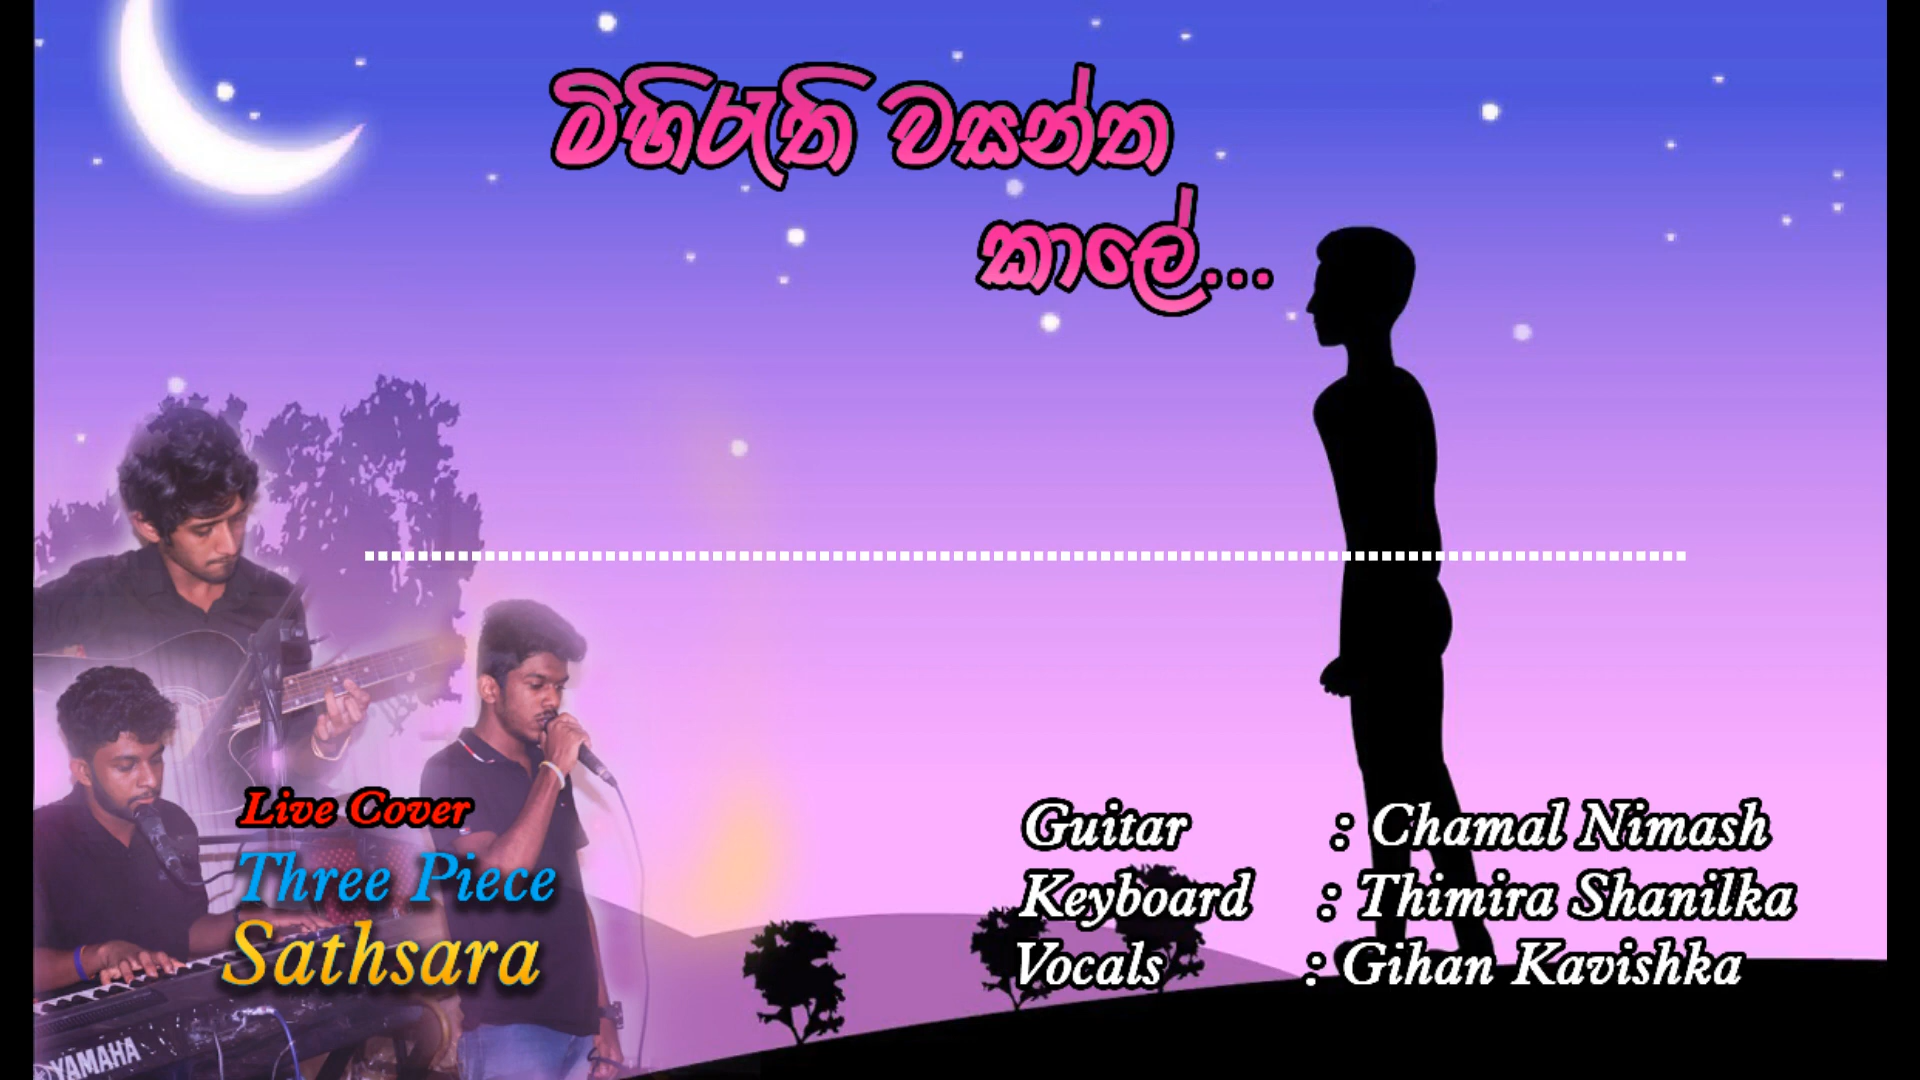 මිහිරැති වසන්ත
කාලේ...
Live Cover
Three Piece
Sathsara
Guitar : Chamal Nimash
Keyboard : Thimira Shanilka
Vocals : Gihan Kavishka
YAMAHA